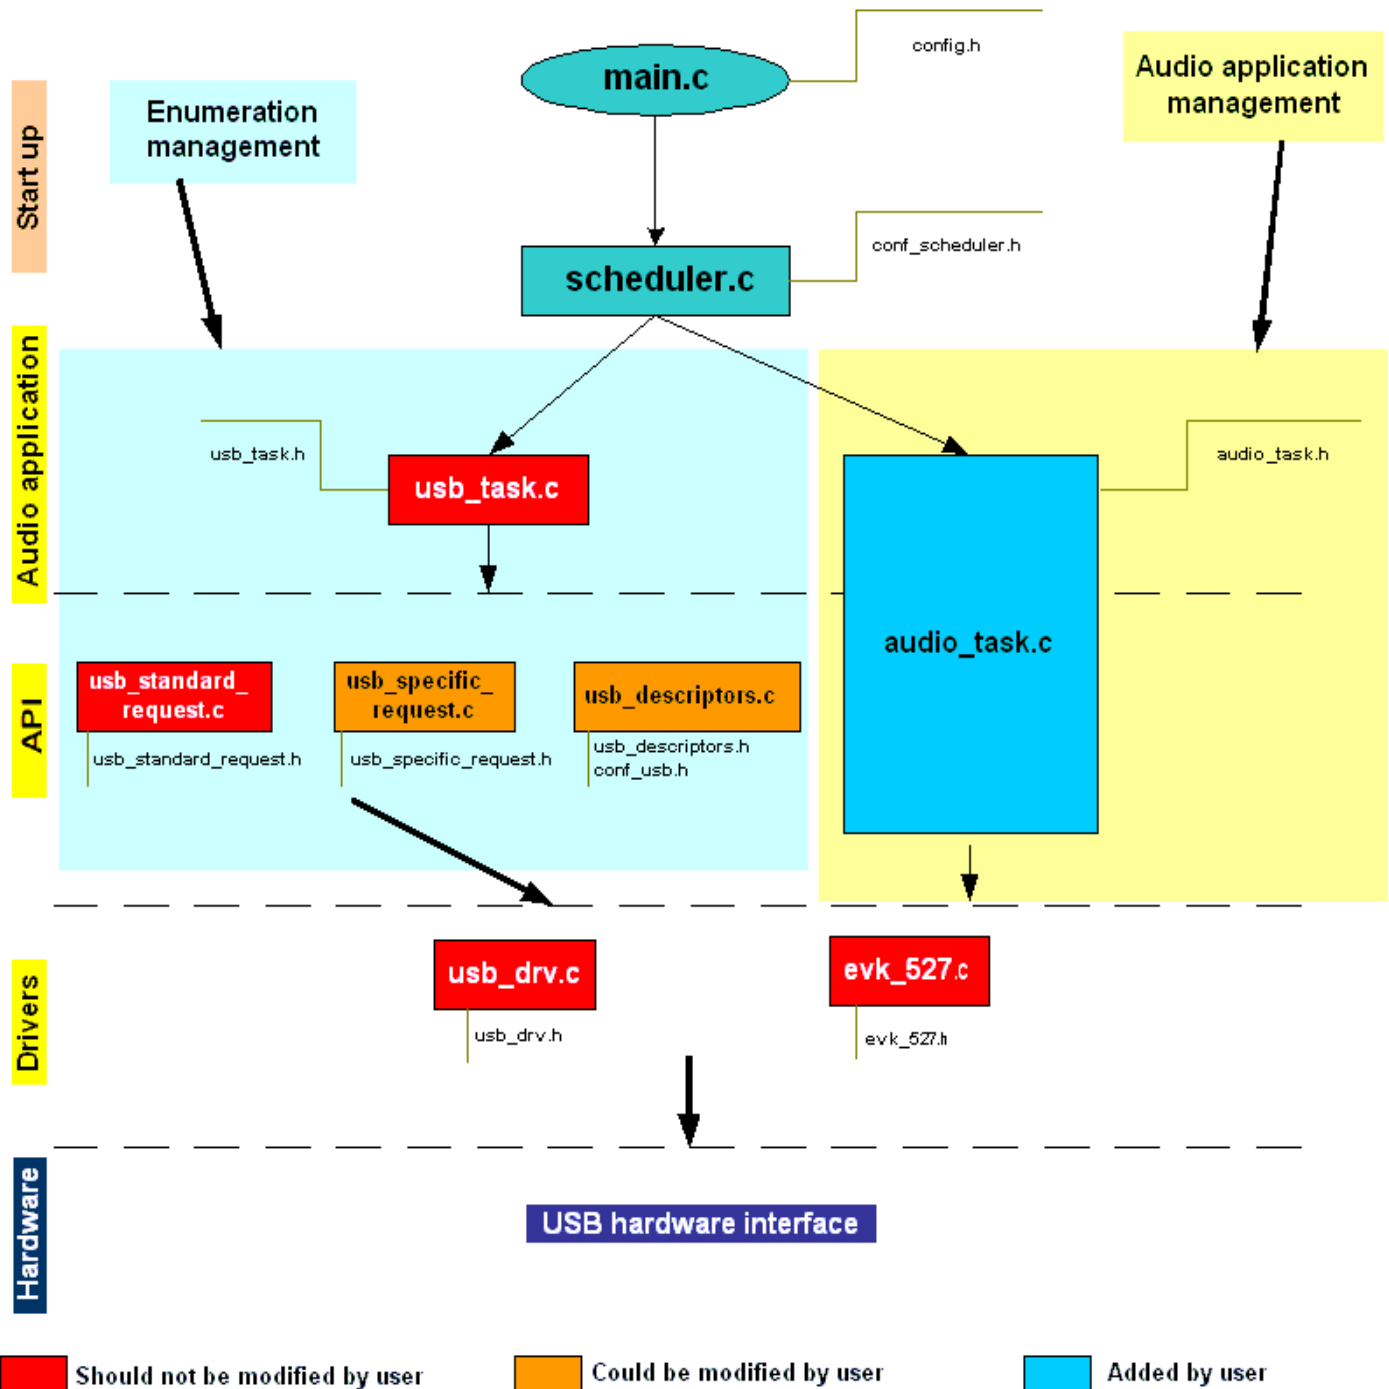 config.h
main.c
Audio application
management
Enumeration
management
Start up
conf_scheduler.h
scheduler.c
Audio application
usb_task.h
usb_task.c
audio_task.h
audio_task.c
API
usb_standard_
request.c
usb_standard_request.h
usb_specific_
request.c
usb_specific_request.h
usb_descriptors.c
usb_descriptors.h
conf_usb.h
Drivers
usb_drv.c
usb_drv.h
evk_527.c
evk_527.h
Hardware
USB hardware interface
Should not be modified by user
Could be modified by user
Added by user